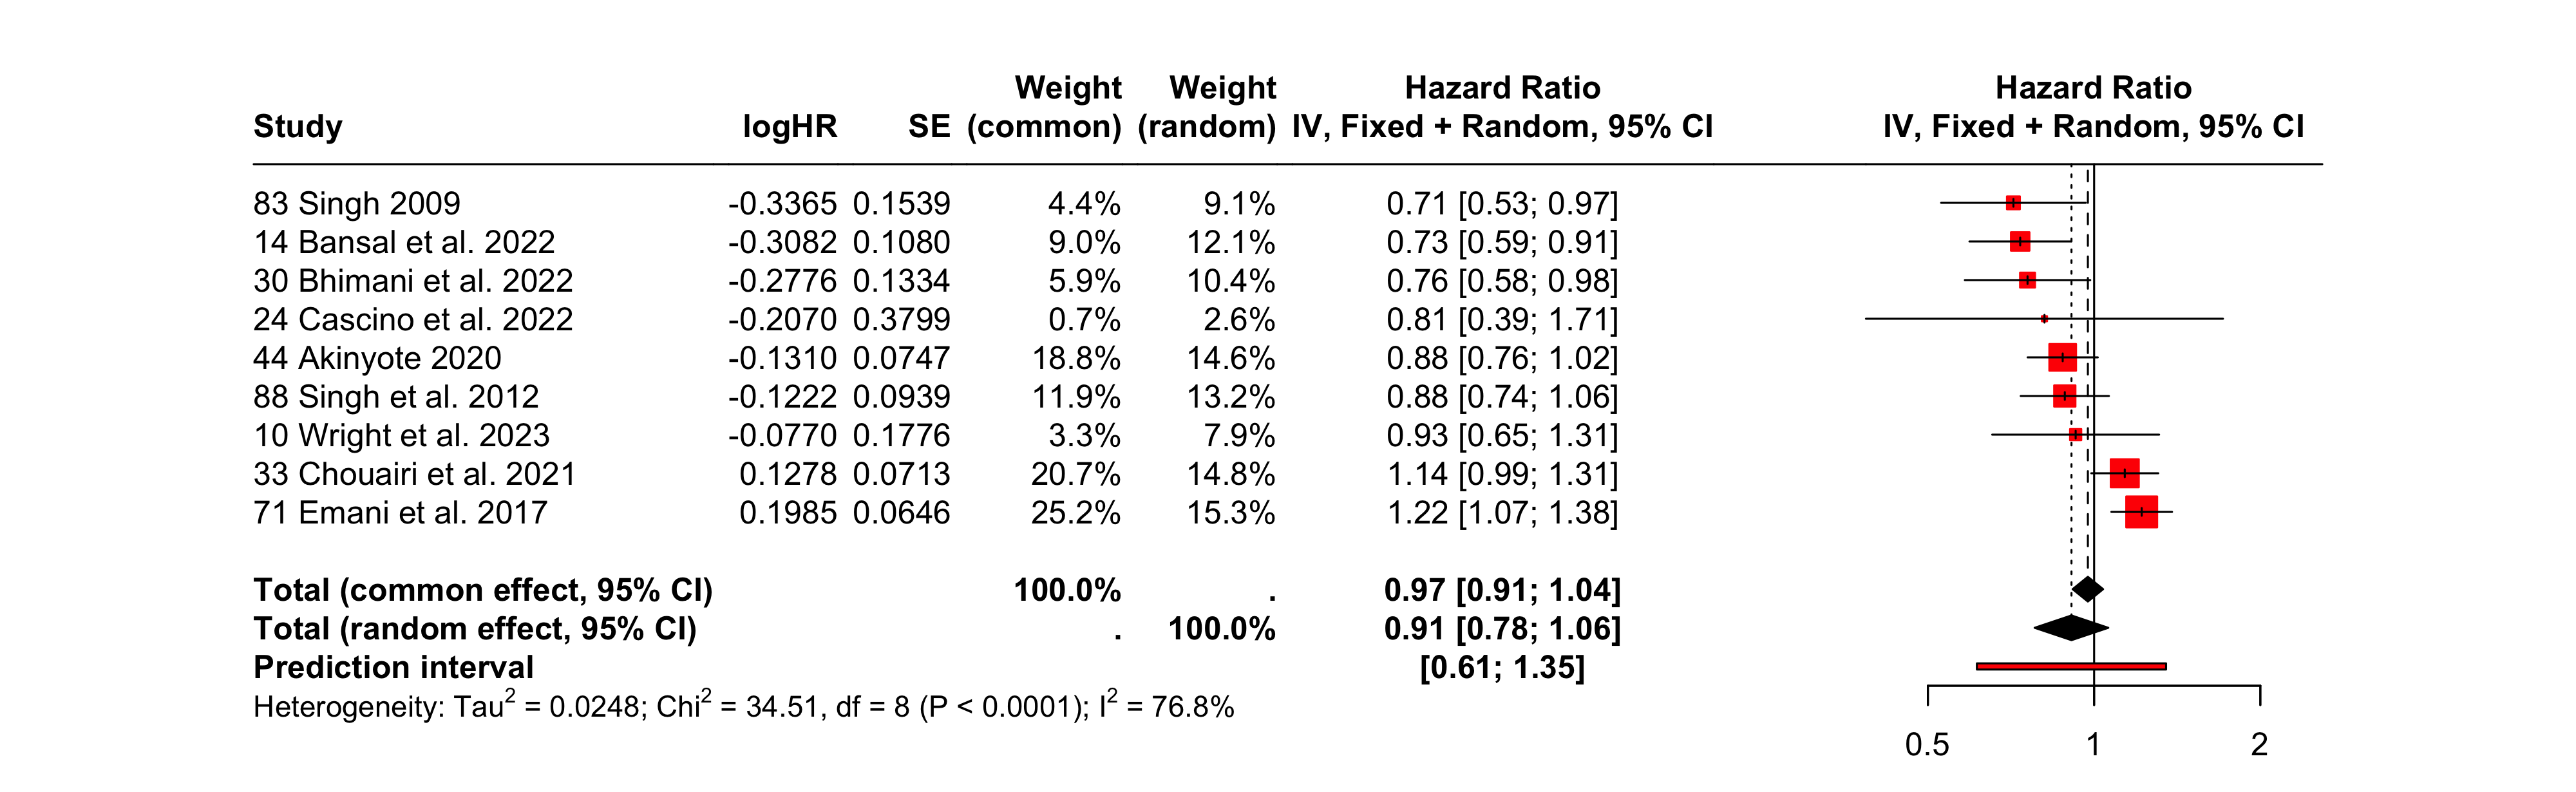 Weight Weight Hazard Ratio Hazard Ratio
Study logHR SE (common) (random) IV, Fixed + Random, 95% CI IV, Fixed + Random, 95% CI
83 Singh 2009 -0.3365 0.1539 4.4% 9.1% 0.71 [0.53; 0.97]
14 Bansal et al. 2022 -0.3082 0.1080 9.0% 12.1% 0.73 [0.59; 0.91]
30 Bhimani et al. 2022 -0.2776 0.1334 5.9% 10.4% 0.76 [0.58; 0.98]
24 Cascino et al. 2022 -0.2070 0.3799 0.7% 2.6% 0.81 [0.39; 1.71]
44 Akinyote 2020 -0.1310 0.0747 18.8% 14.6% 0.88 [0.76; 1.02]
88 Singh et al. 2012 -0.1222 0.0939 11.9% 13.2% 0.88 [0.74; 1.06]
10 Wright et al. 2023 -0.0770 0.1776 3.3% 7.9% 0.93 [0.65; 1.31]
33 Chouairi et al. 2021 0.1278 0.0713 20.7% 14.8% 1.14 [0.99; 1.31]
71 Emani et al. 2017 0.1985 0.0646 25.2% 15.3% 1.22 [1.07; 1.38]
Total (common effect, 95% CI) 100.0% . 0.97 [0.91; 1.04]
Total (random effect, 95% CI) . 100.0% 0.91 [0.78; 1.06]
Prediction interval [0.61; 1.35]
Heterogeneity: Tau² = 0.0248; Chi² = 34.51, df = 8 (P < 0.0001); I² = 76.8%
0.5 1 2